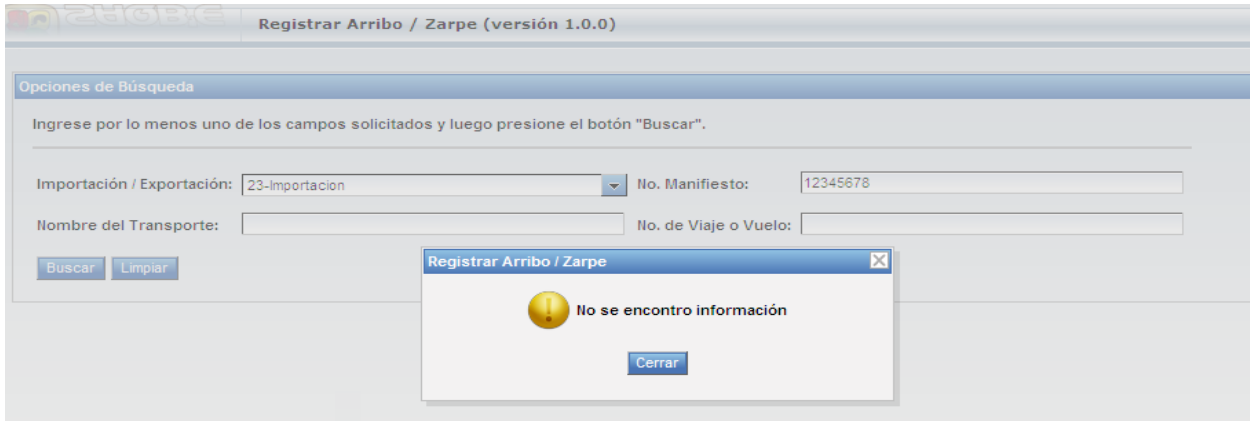 Registrar Arribo / Zarpe (versión 1.0.0)
Opciones de Búsqueda
Ingrese por lo menos uno de los campos solicitados y luego presione el botón "Buscar".
Importación / Exportación: 23-Importacion No. Manifiesto: 12345678
Nombre del Transporte: No. de Viaje o Vuelo:
Buscar Limpiar
Registrar Arribo / Zarpe
No se encontro información
Cerrar